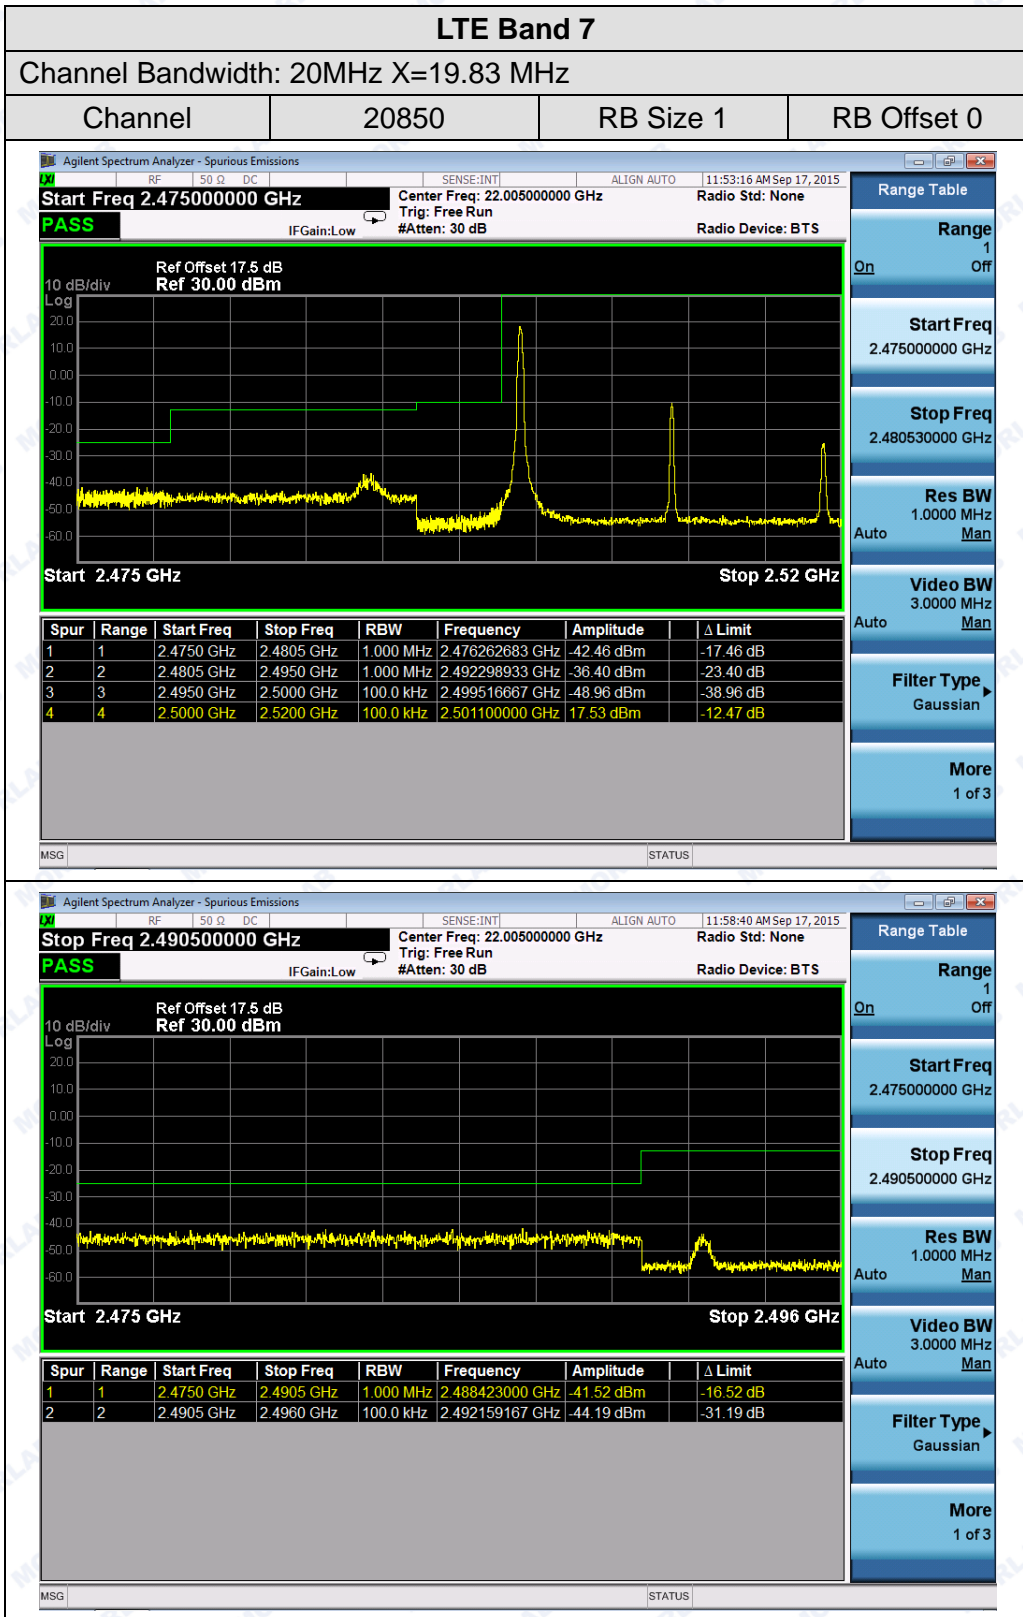 LTE Band 7
Channel Bandwidth: 20MHz X=19.83 MHz
Channel 20850 RB Size 1 RB Offset 0
Agilent Spectrum Analyzer - Spurious Emissions
LXI RF 50 Ω DC SENSE:INT ALIGN AUTO 11:53:16 AM Sep 17, 2015
Start Freq 2.475000000 GHz
Center Freq: 22.005000000 GHz
Radio Std: None
Trig: Free Run
PASS
IFGain:Low
#Atten: 30 dB
Radio Device: BTS
Ref Offset 17.5 dB
10 dB/div Ref 30.00 dBm
Log
20.0
10.0
0.00
-10.0
-20.0
-30.0
-40.0
-50.0
-60.0
Start 2.475 GHz Stop 2.52 GHz
Spur Range Start Freq Stop Freq RBW Frequency Amplitude Δ Limit
1 1 2.4750 GHz 2.4805 GHz 1.000 MHz 2.476262683 GHz -42.46 dBm -17.46 dB
2 2 2.4805 GHz 2.4950 GHz 1.000 MHz 2.492298933 GHz -36.40 dBm -23.40 dB
3 3 2.4950 GHz 2.5000 GHz 100.0 kHz 2.499516667 GHz -48.96 dBm -38.96 dB
4 4 2.5000 GHz 2.5200 GHz 100.0 kHz 2.501100000 GHz 17.53 dBm -12.47 dB
MSG STATUS
Range Table
Range
1
On Off
Start Freq
2.475000000 GHz
Stop Freq
2.480530000 GHz
Res BW
1.0000 MHz
Auto Man
Video BW
3.0000 MHz
Auto Man
Filter Type
Gaussian
More
1 of 3
Agilent Spectrum Analyzer - Spurious Emissions
LXI RF 50 Ω DC SENSE:INT ALIGN AUTO 11:58:40 AM Sep 17, 2015
Stop Freq 2.490500000 GHz
Center Freq: 22.005000000 GHz
Radio Std: None
Trig: Free Run
PASS
IFGain:Low
#Atten: 30 dB
Radio Device: BTS
Ref Offset 17.5 dB
10 dB/div Ref 30.00 dBm
Log
20.0
10.0
0.00
-10.0
-20.0
-30.0
-40.0
-50.0
-60.0
Start 2.475 GHz Stop 2.496 GHz
Spur Range Start Freq Stop Freq RBW Frequency Amplitude Δ Limit
1 1 2.4750 GHz 2.4905 GHz 1.000 MHz 2.488423000 GHz -41.52 dBm -16.52 dB
2 2 2.4905 GHz 2.4960 GHz 100.0 kHz 2.492159167 GHz -44.19 dBm -31.19 dB
MSG STATUS
Range Table
Range
1
On Off
Start Freq
2.475000000 GHz
Stop Freq
2.490500000 GHz
Res BW
1.0000 MHz
Auto Man
Video BW
3.0000 MHz
Auto Man
Filter Type
Gaussian
More
1 of 3